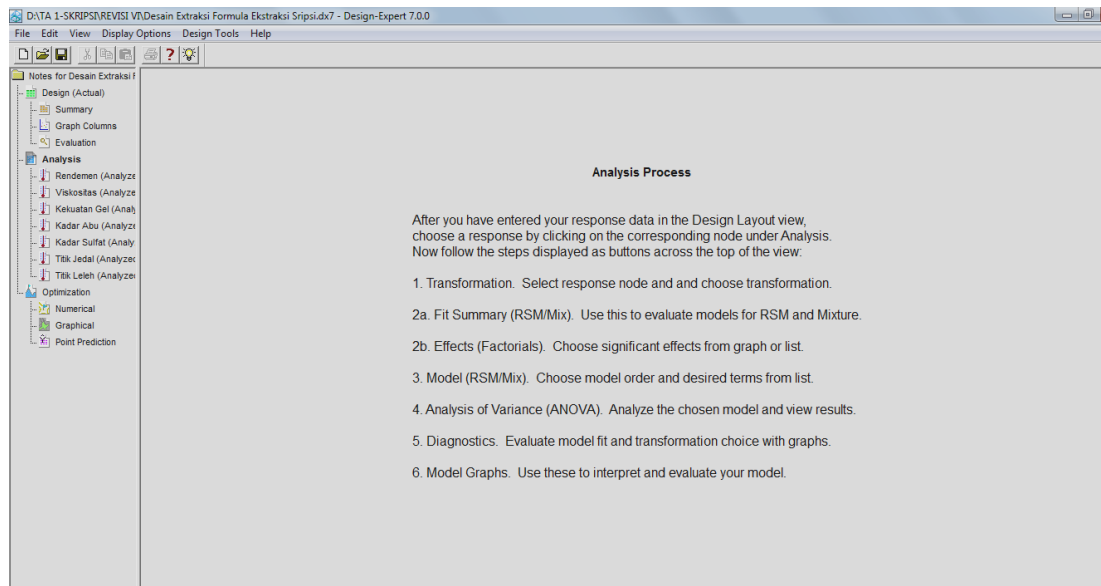 D:\TA 1-SKRIPSI\REVISI VI\Desain Extraksi Formula Ekstraksi Sripsi.dx7 - Design-Expert 7.0.0
File Edit View Display Options Design Tools Help
Notes for Desain Extraksi F
Design (Actual)
Summary
Graph Columns
Evaluation
Analysis
Rendemen (Analyze
Viskositas (Analyze
Kekuatan Gel (Analy
Kadar Abu (Analyze
Kadar Sulfat (Analy
Titik Jedal (Analyzed
Titik Leleh (Analyzed
Optimization
Numerical
Graphical
Point Prediction
Analysis Process
After you have entered your response data in the Design Layout view,
choose a response by clicking on the corresponding node under Analysis.
Now follow the steps displayed as buttons across the top of the view:
1. Transformation. Select response node and and choose transformation.
2a. Fit Summary (RSM/Mix). Use this to evaluate models for RSM and Mixture.
2b. Effects (Factorials). Choose significant effects from graph or list.
3. Model (RSM/Mix). Choose model order and desired terms from list.
4. Analysis of Variance (ANOVA). Analyze the chosen model and view results.
5. Diagnostics. Evaluate model fit and transformation choice with graphs.
6. Model Graphs. Use these to interpret and evaluate your model.